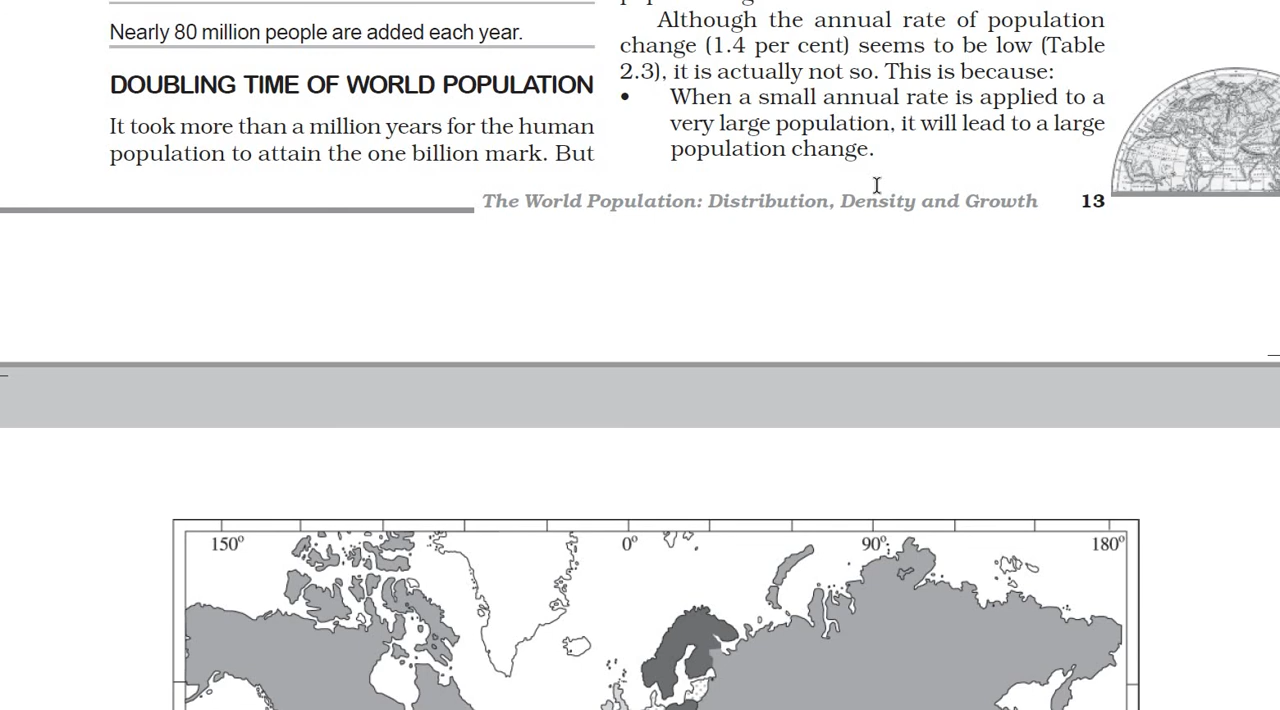 Nearly 80 million people are added each year.
DOUBLING TIME OF WORLD POPULATION
It took more than a million years for the human
population to attain the one billion mark. But
Although the annual rate of population
change (1.4 per cent) seems to be low (Table
2.3), it is actually not so. This is because:
• When a small annual rate is applied to a
very large population, it will lead to a large
population change.
The World Population: Distribution, Density and Growth 13
150° 0° 90° 180°